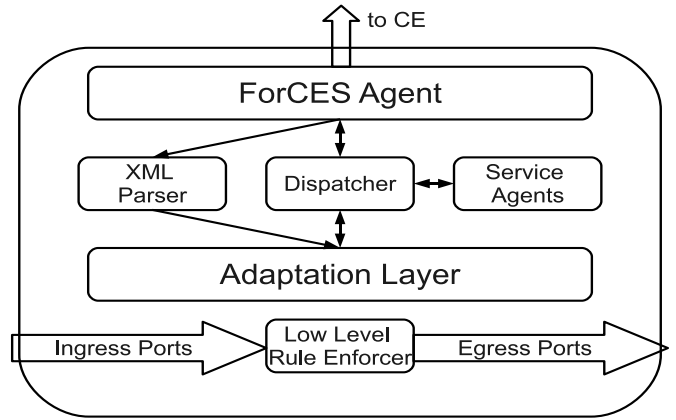 to CE
ForCES Agent
XML
Parser
Dispatcher
Service
Agents
Adaptation Layer
Ingress Ports
Low Level
Rule Enforcer
Egress Ports